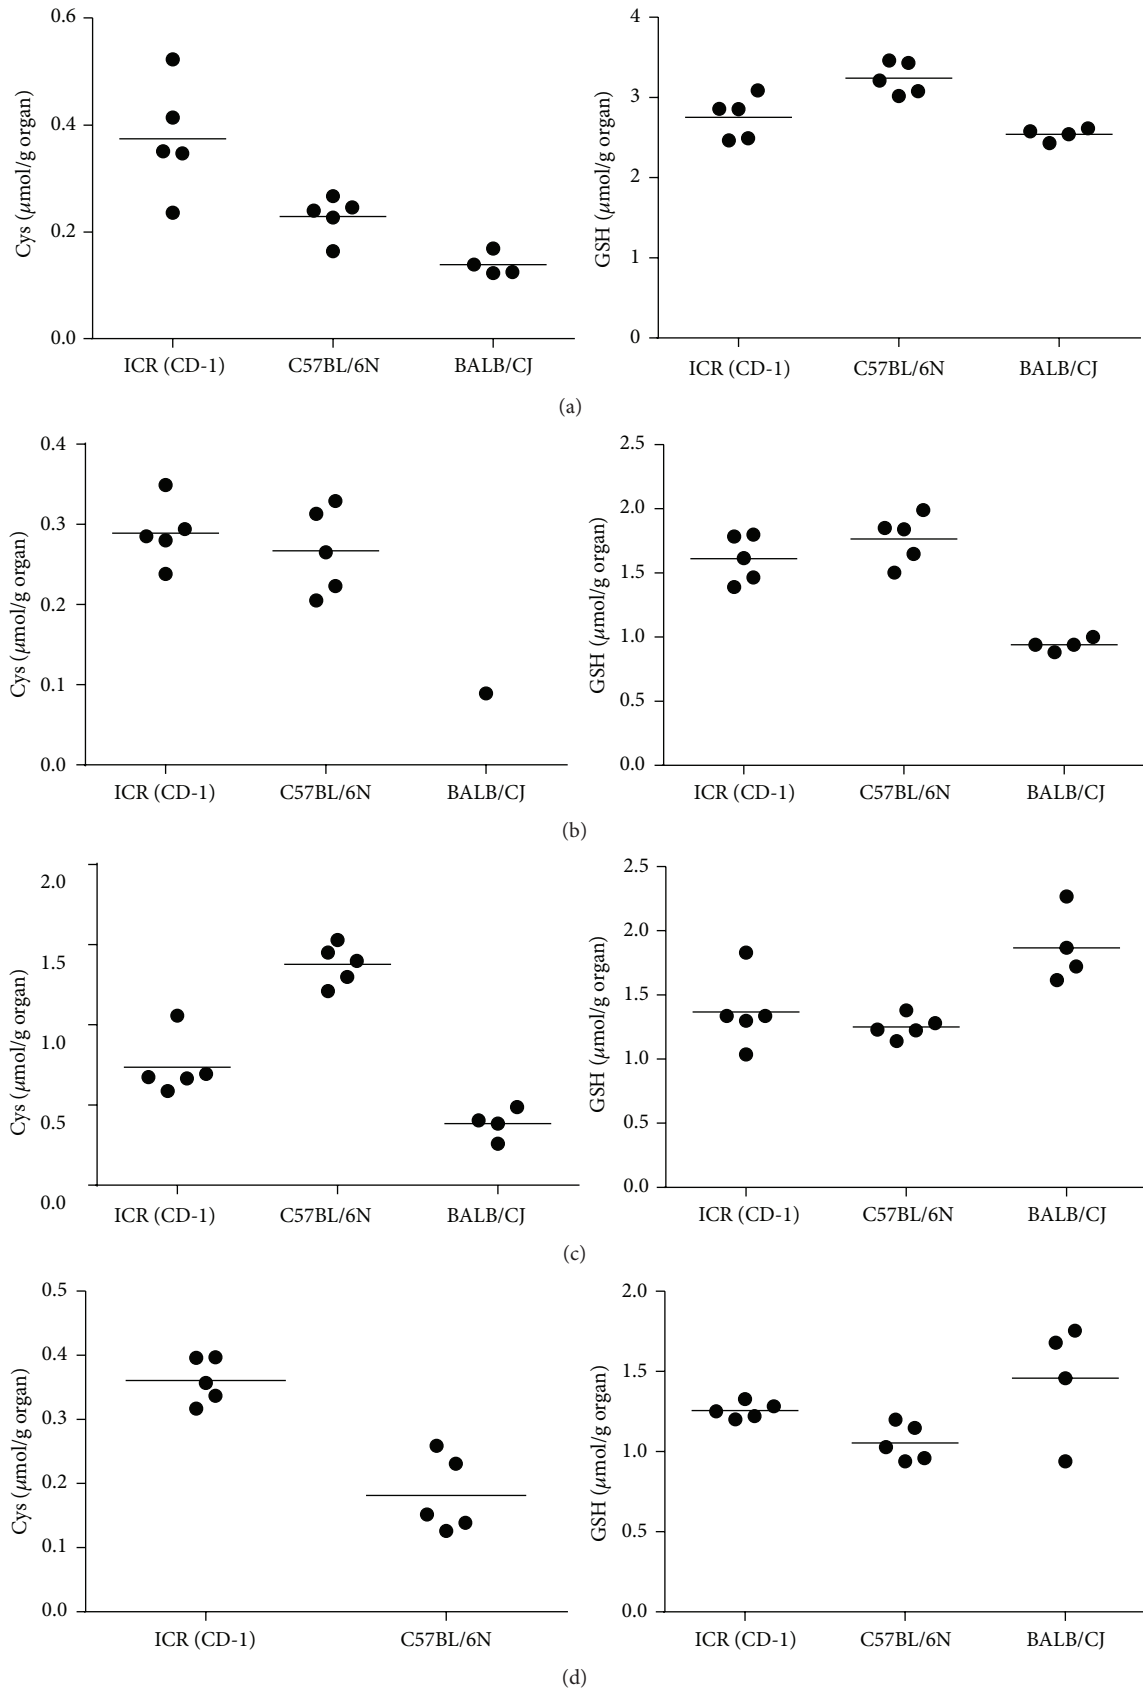 0.6
0.4
0.2
0.0
Cys (μmol/g organ)
ICR (CD-1) C57BL/6N BALB/CJ
4
3
2
1
0
GSH (μmol/g organ)
ICR (CD-1) C57BL/6N BALB/CJ
(a)
0.4
0.3
0.2
0.1
0.0
Cys (μmol/g organ)
ICR (CD-1) C57BL/6N BALB/CJ
2.5
2.0
1.5
1.0
0.5
0.0
GSH (μmol/g organ)
ICR (CD-1) C57BL/6N BALB/CJ
(b)
2.0
1.5
1.0
0.5
0.0
Cys (μmol/g organ)
ICR (CD-1) C57BL/6N BALB/CJ
2.5
2.0
1.5
1.0
0.5
0.0
GSH (μmol/g organ)
ICR (CD-1) C57BL/6N BALB/CJ
(c)
0.5
0.4
0.3
0.2
0.1
0.0
Cys (μmol/g organ)
ICR (CD-1) C57BL/6N
2.0
1.5
1.0
0.5
0.0
GSH (μmol/g organ)
ICR (CD-1) C57BL/6N BALB/CJ
(d)